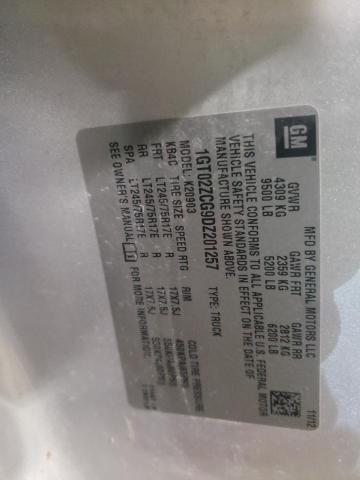 GM
MFD BY GENERAL MOTORS LLC
11/12
GVWR GAWR FRT GAWR RR
4309 KG 2359 KG 2812 KG
9500 LB 5200 LB 6200 LB
THIS VEHICLE CONFORMS TO ALL APPLICABLE U.S. FEDERAL MOTOR
VEHICLE SAFETY STANDARDS IN EFFECT ON THE DATE OF
MANUFACTURE SHOWN ABOVE.
1GT02ZCG9DZ201257 TYPE: TRUCK
MODEL: K20903
KB4C TIRE SIZE SPEED RTG RIM COLD TIRE PRESSURE
FRT LT245/75R17E R 17X7.5J
RR LT245/75R17E R 17X7.5J
SPA LT245/75R17E R 17X7.5J
SEE OWNER'S MANUAL FOR MORE INFORMATION